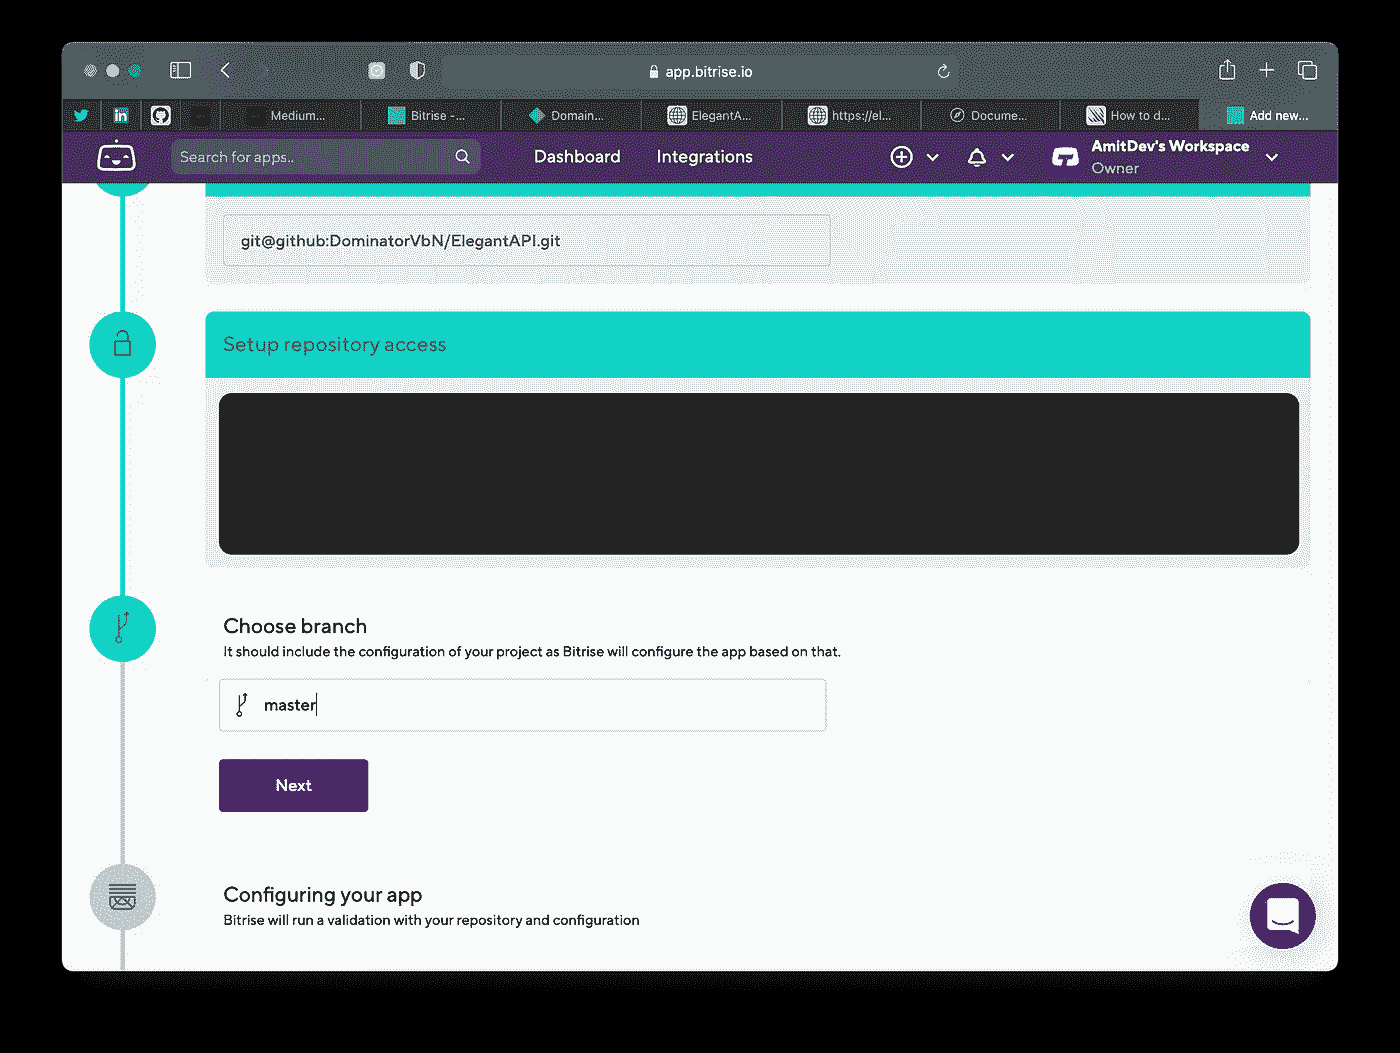 app.bitrise.io
Medium...
Bitrise -...
Domain...
ElegantA...
https://el...
Docume...
How to d...
Add new...
Search for apps..
Dashboard
Integrations
AmitDev's Workspace
Owner
git@github:DominatorVbN/ElegantAPI.git
Setup repository access
Choose branch
It should include the configuration of your project as Bitrise will configure the app based on that.
master
Next
Configuring your app
Bitrise will run a validation with your repository and configuration